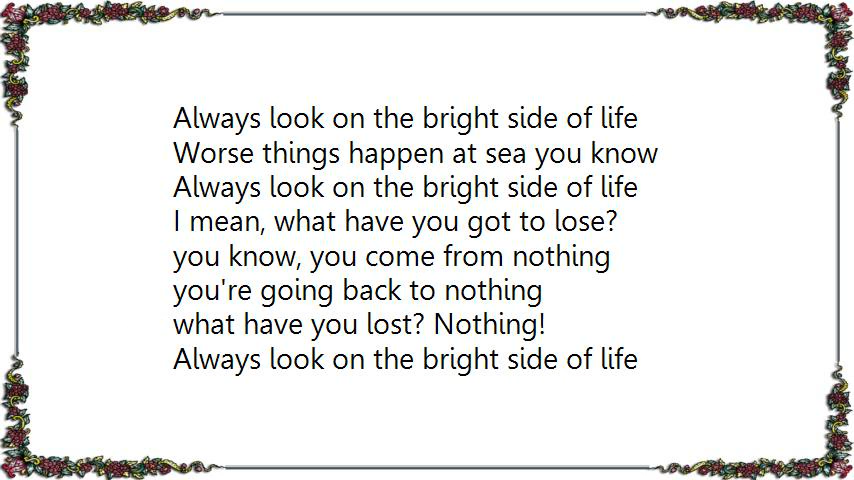 Always look on the bright side of life
Worse things happen at sea you know
Always look on the bright side of life
I mean, what have you got to lose?
you know, you come from nothing
you're going back to nothing
what have you lost? Nothing!
Always look on the bright side of life